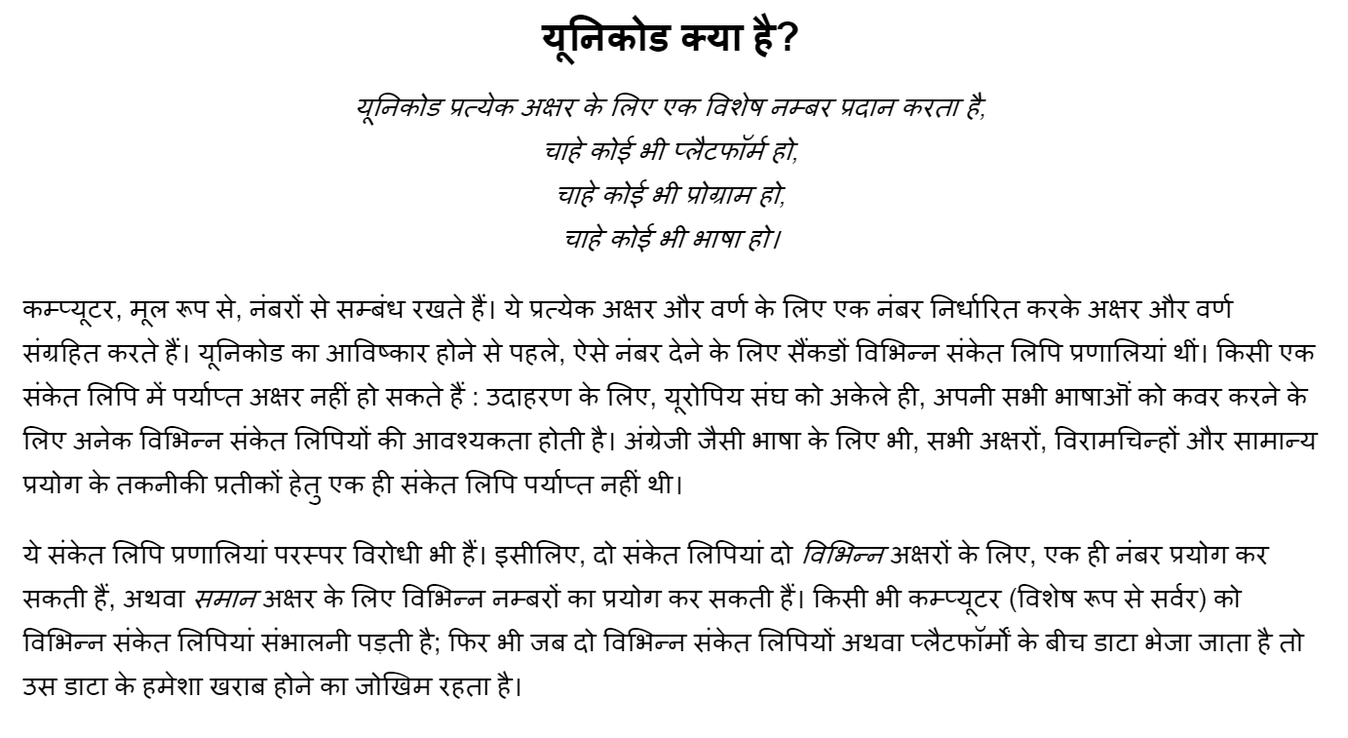 यूनिकोड क्या है?
यूनिकोड प्रत्येक अक्षर के लिए एक विशेष नम्बर प्रदान करता है,
चाहे कोई भी प्लैटफॉर्म हो,
चाहे कोई भी प्रोग्राम हो,
चाहे कोई भी भाषा हो।
कम्प्यूटर, मूल रूप से, नंबरों से सम्बंध रखते हैं। ये प्रत्येक अक्षर और वर्ण के लिए एक नंबर निर्धारित करके अक्षर और वर्ण
संग्रहित करते हैं। यूनिकोड का आविष्कार होने से पहले, ऐसे नंबर देने के लिए सैंकडों विभिन्न संकेत लिपि प्रणालियां थीं। किसी एक
संकेत लिपि में पर्याप्त अक्षर नहीं हो सकते हैं : उदाहरण के लिए, यूरोपिय संघ को अकेले ही, अपनी सभी भाषाऒं को कवर करने के
लिए अनेक विभिन्न संकेत लिपियों की आवश्यकता होती है। अंग्रेजी जैसी भाषा के लिए भी, सभी अक्षरों, विरामचिन्हों और सामान्य
प्रयोग के तकनीकी प्रतीकों हेतु एक ही संकेत लिपि पर्याप्त नहीं थी।
ये संकेत लिपि प्रणालियां परस्पर विरोधी भी हैं। इसीलिए, दो संकेत लिपियां दो विभिन्न अक्षरों के लिए, एक ही नंबर प्रयोग कर
सकती हैं, अथवा समान अक्षर के लिए विभिन्न नम्बरों का प्रयोग कर सकती हैं। किसी भी कम्प्यूटर (विशेष रूप से सर्वर) को
विभिन्न संकेत लिपियां संभालनी पड़ती है; फिर भी जब दो विभिन्न संकेत लिपियों अथवा प्लैटफॉर्मों के बीच डाटा भेजा जाता है तो
उस डाटा के हमेशा खराब होने का जोखिम रहता है।